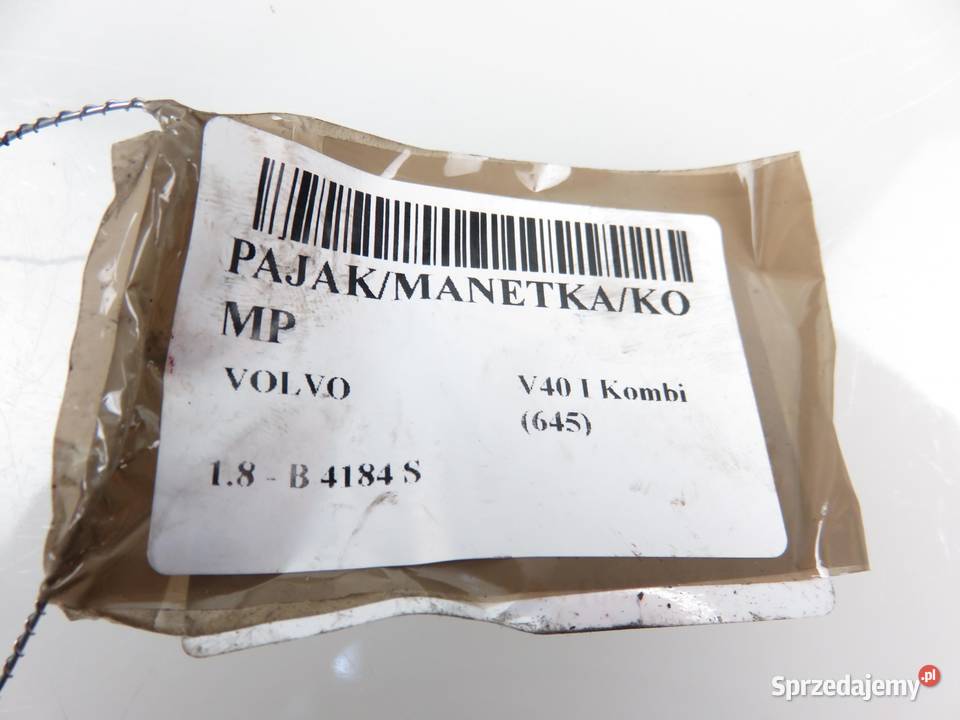 PAJAK/MANETKA/KO
MP
VOLVO V40 I Kombi
(645)
1.8 - B 4184 S
Sprzedajemy.pl